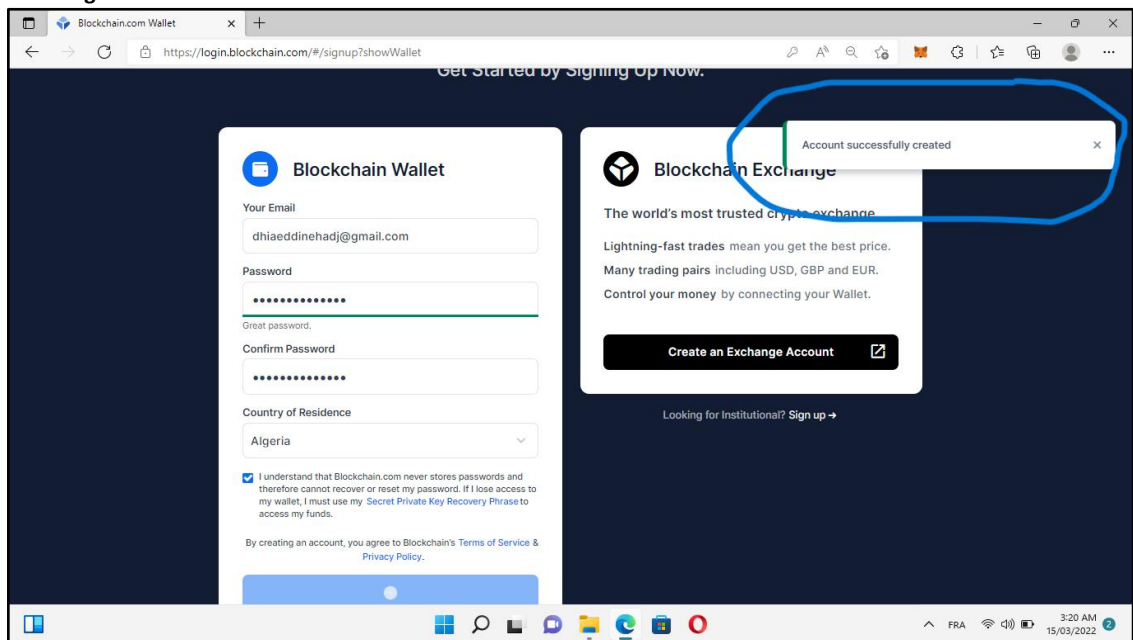 Blockchain.com Wallet
https://login.blockchain.com/#/signup?showWallet
Get Started by Signing Up Now.
Account successfully created
Blockchain Wallet
Your Email
dhiaeddinehadj@gmail.com
Password
Great password.
Confirm Password
Country of Residence
Algeria
I understand that Blockchain.com never stores passwords and
therefore cannot recover or reset my password. If I lose access to
my wallet, I must use my Secret Private Key Recovery Phrase to
access my funds.
By creating an account, you agree to Blockchain's Terms of Service &
Privacy Policy.
Blockchain Exchange
The world's most trusted crypto exchange
Lightning-fast trades mean you get the best price.
Many trading pairs including USD, GBP and EUR.
Control your money by connecting your Wallet.
Create an Exchange Account
Looking for Institutional? Sign up →
FRA
3:20 AM
15/03/2022
2